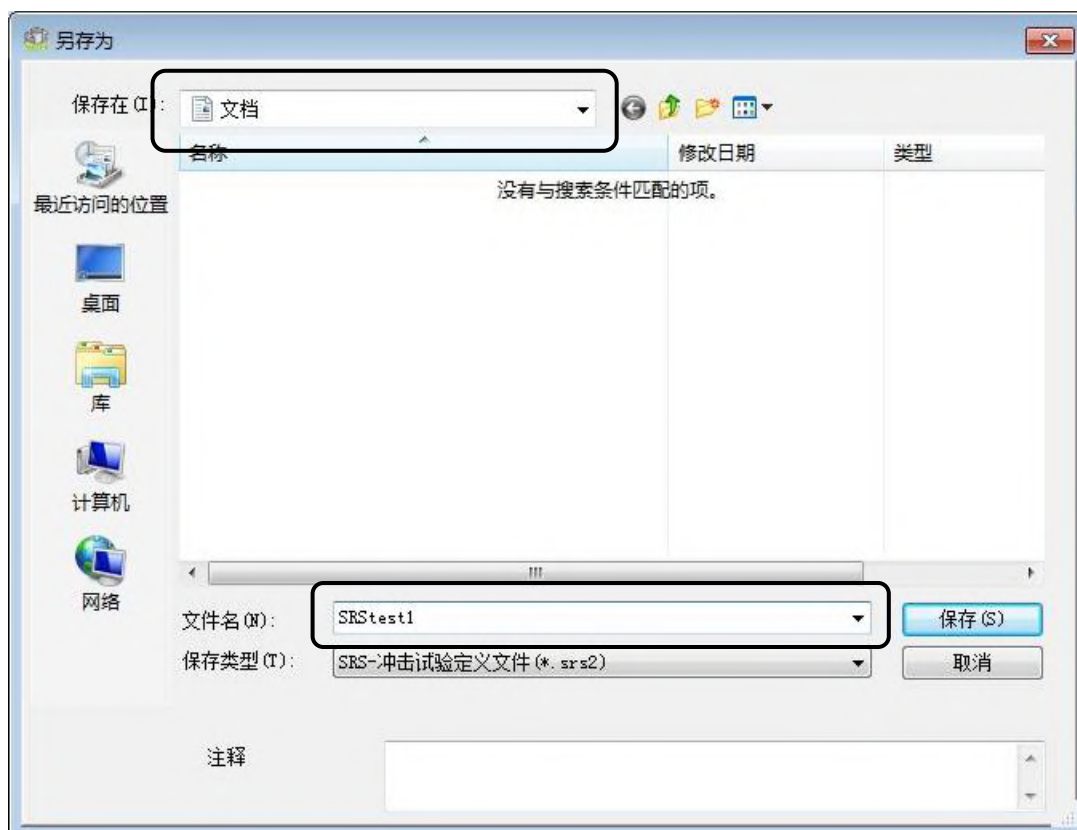 另存为
保存在(I):
文档
名称
修改日期
类型
没有与搜索条件匹配的项。
最近访问的位置
桌面
库
计算机
网络
文件名(N):
SRStest1
保存(S)
保存类型(T):
SRS-冲击试验定义文件(*.srs2)
取消
注释